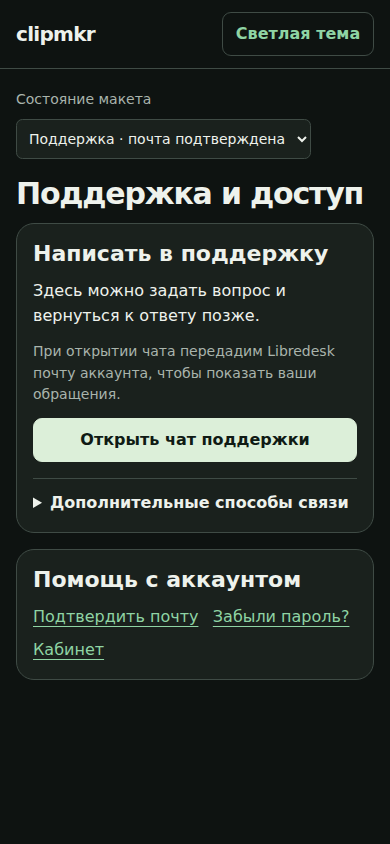 clipmkr
Светлая тема
Состояние макета
Поддержка · почта подтверждена
Поддержка и доступ
Написать в поддержку
Здесь можно задать вопрос и
вернуться к ответу позже.
При открытии чата передадим Libredesk
почту аккаунта, чтобы показать ваши
обращения.
Открыть чат поддержки
Дополнительные способы связи
Помощь с аккаунтом
Подтвердить почту Забыли пароль?
Кабинет